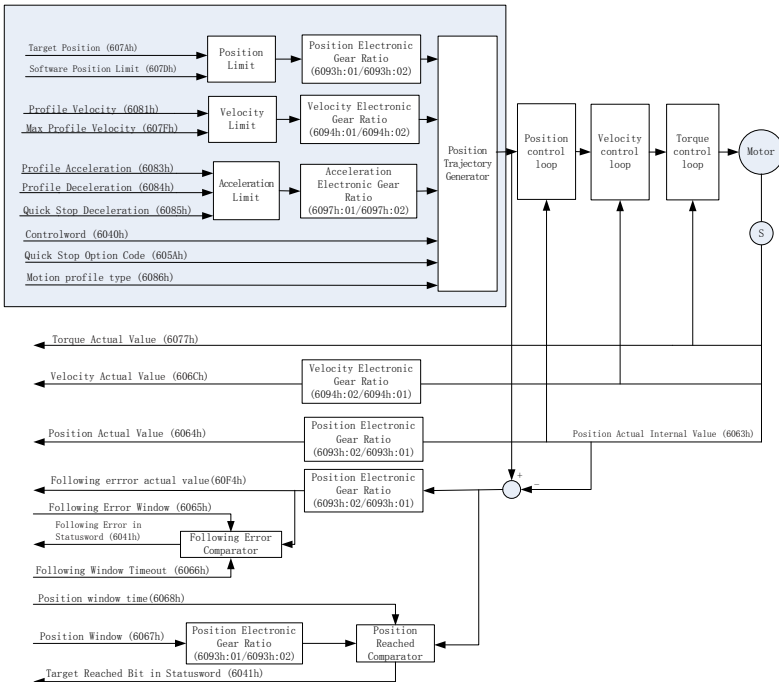 Target Position (607Ah)
Software Position Limit (607Dh)
Position
Limit
Position Electronic
Gear Ratio
(6093h:01/6093h:02)
Profile Velocity (6081h)
Max Profile Velocity (607Fh)
Velocity
Limit
Velocity Electronic
Gear Ratio
(6094h:01/6094h:02)
Profile Acceleration (6083h)
Profile Deceleration (6084h)
Quick Stop Deceleration (6085h)
Acceleration
Limit
Acceleration
Electronic Gear
Ratio
(6097h:01/6097h:02)
Controlword (6040h)
Quick Stop Option Code (605Ah)
Motion profile type (6086h)
Position
Trajectory
Generator
Position
control
loop
Velocity
control
loop
Torque
control
loop
Motor
S
Torque Actual Value (6077h)
Velocity Actual Value (606Ch)
Velocity Electronic
Gear Ratio
(6094h:02/6094h:01)
Position Actual Value (6064h)
Position Electronic
Gear Ratio
(6093h:02/6093h:01)
Position Actual Internal Value (6063h)
Following errror actual value(60F4h)
Position Electronic
Gear Ratio
(6093h:02/6093h:01)
+
-
Following Error Window (6065h)
Following Error in
Statusword (6041h)
Following Error
Comparator
Following Window Timeout (6066h)
Position window time(6068h)
Position Window (6067h)
Position Electronic
Gear Ratio
(6093h:01/6093h:02)
Position
Reached
Comparator
Target Reached Bit in Statusword (6041h)